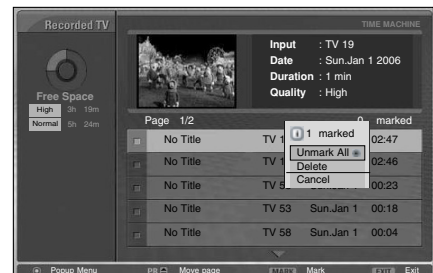 Recorded TV
TIME MACHINE
Input : TV 19
Date : Sun.Jan 1 2006
Duration : 1 min
Quality : High
Free Space
High 3h 19m
Normal 5h 24m
Page 1/2
0 marked
No Title TV 1 02:47
No Title TV 1 02:46
No Title TV 5 00:23
No Title TV 53 Sun.Jan 1 00:18
No Title TV 58 Sun.Jan 1 00:04
i 1 marked
Unmark All
Delete
Cancel
Popup Menu PR Move page MARK Mark EXIT Exit